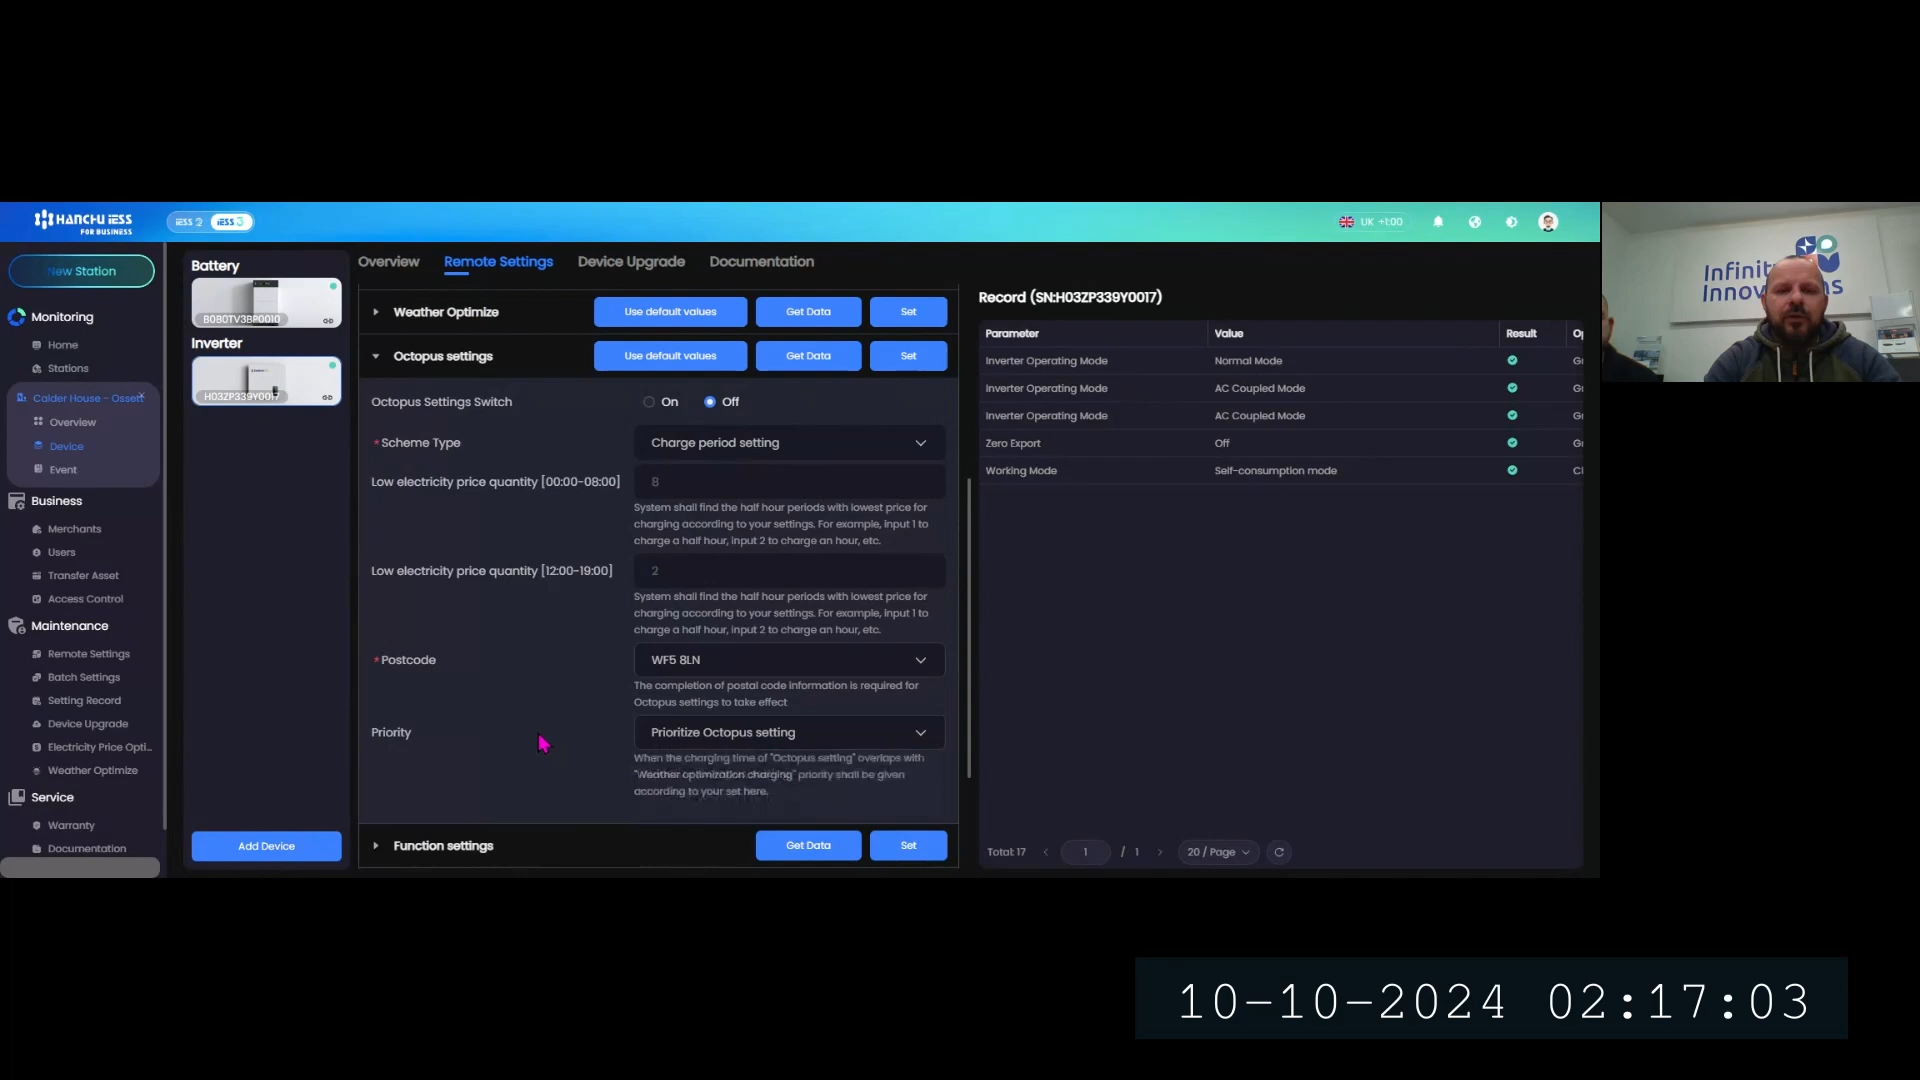 HANCHU iESS
FOR BUSINESS
iESS 2
iESS 3
UK +1:00
New Station
Monitoring
Home
Stations
Calder House - Ossett
Overview
Device
Event
Business
Merchants
Users
Transfer Asset
Access Control
Maintenance
Remote Settings
Batch Settings
Setting Record
Device Upgrade
Electricity Price Opti...
Weather Optimize
Service
Warranty
Documentation
Battery
B0B0TV3BP0010
Inverter
H03ZP339Y0017
Add Device
Overview
Remote Settings
Device Upgrade
Documentation
Weather Optimize
Use default values
Get Data
Set
Octopus settings
Use default values
Get Data
Set
Octopus Settings Switch
On
Off
*Scheme Type
Charge period setting
Low electricity price quantity [00:00-08:00]
8
System shall find the half hour periods with lowest price for
charging according to your settings. For example, input 1 to
charge a half hour, input 2 to charge an hour, etc.
Low electricity price quantity [12:00-19:00]
2
System shall find the half hour periods with lowest price for
charging according to your settings. For example, input 1 to
charge a half hour, input 2 to charge an hour, etc.
*Postcode
WF5 8LN
The completion of postal code information is required for
Octopus settings to take effect
Priority
Prioritize Octopus setting
When the charging time of "Octopus setting" overlaps with
"Weather optimization charging" priority shall be given
according to your set here.
Function settings
Get Data
Set
Record (SN:H03ZP339Y0017)
Parameter
Value
Result
Op
Inverter Operating Mode
Normal Mode
Inverter Operating Mode
AC Coupled Mode
Inverter Operating Mode
AC Coupled Mode
Zero Export
Off
Working Mode
Self-consumption mode
Total: 17
<
1
/ 1
>
20 / Page
Infinit
Innov
ns
10-10-2024 02:17:03